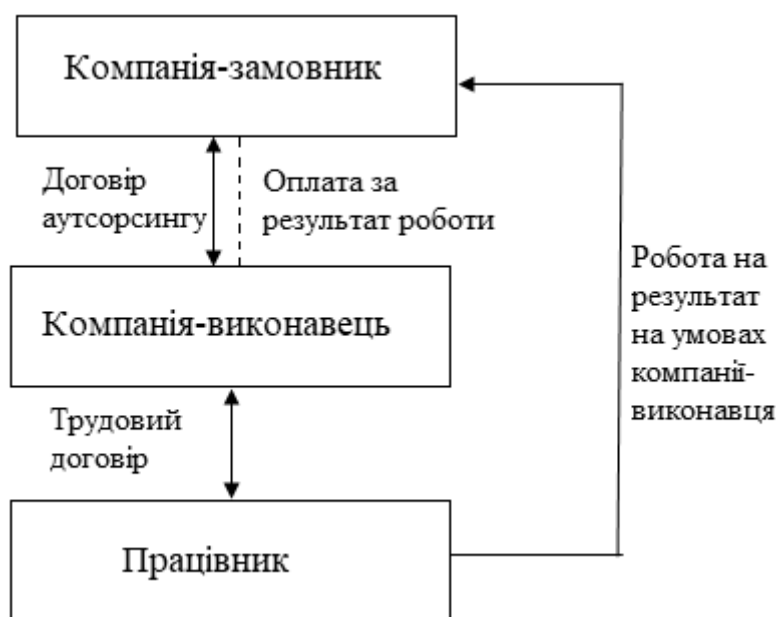 Компанія-замовник
Договір
аутсорсингу
Оплата за
результат роботи
Компанія-виконавець
Робота на
результат
на умовах
компанії-
виконавця
Трудовий
договір
Працівник